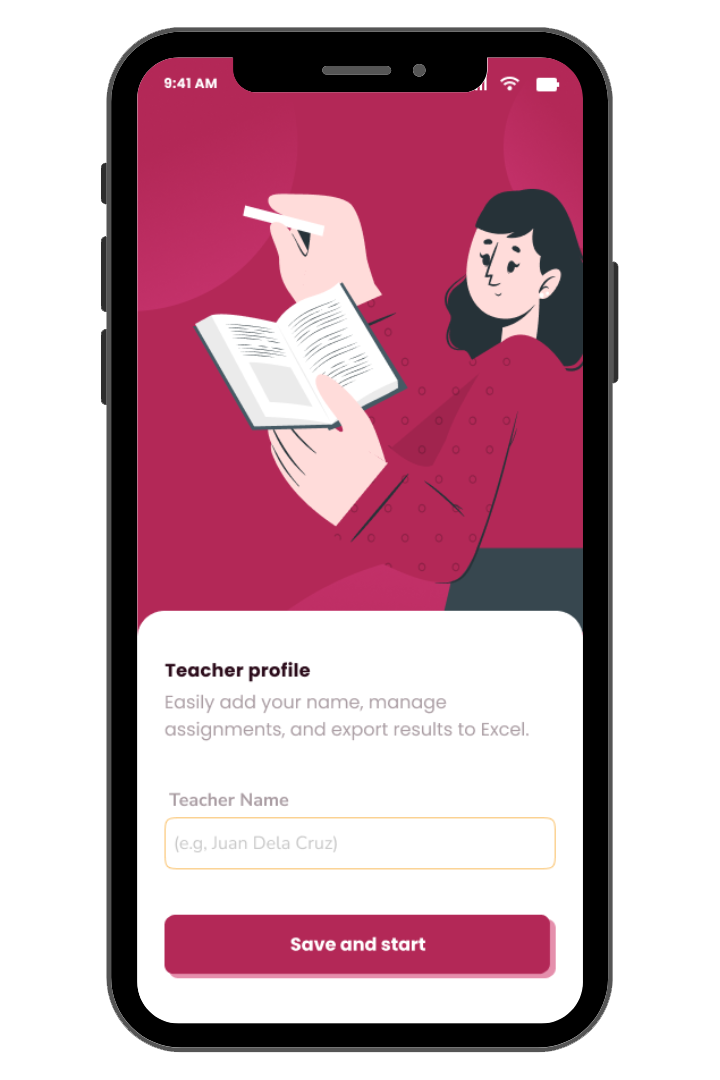 9:41 AM
Teacher profile
Easily add your name, manage
assignments, and export results to Excel.
Teacher Name
(e.g, Juan Dela Cruz)
Save and start